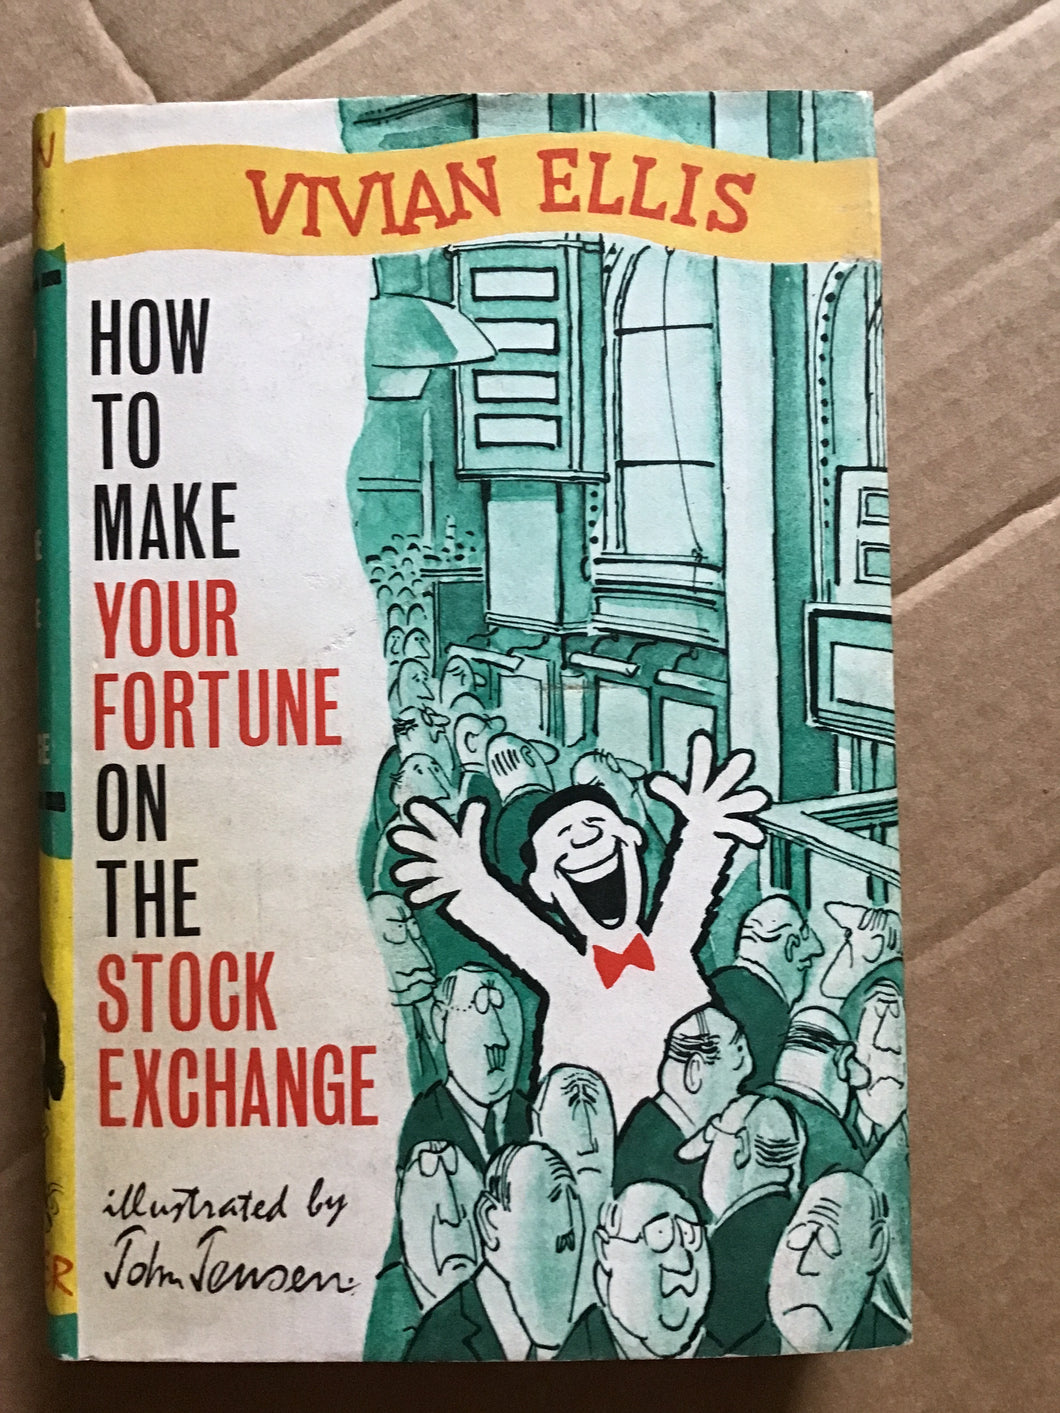 VIVIAN ELLIS
HOW
TO
MAKE
YOUR
FORTUNE
ON
THE
STOCK
EXCHANGE
illustrated by
John Jensen.